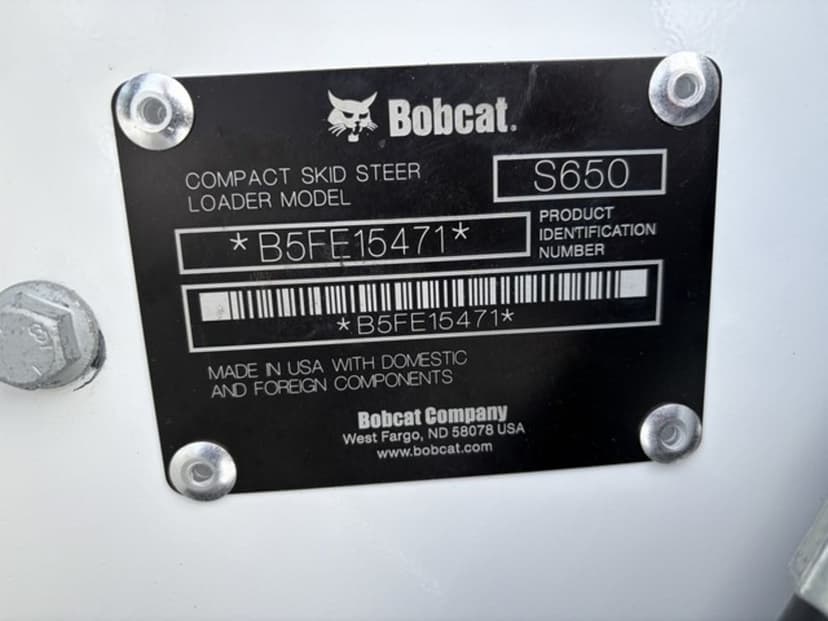 Bobcat.
COMPACT SKID STEER
LOADER MODEL
S650
*B5FE15471*
PRODUCT
IDENTIFICATION
NUMBER
*B5FE15471*
MADE IN USA WITH DOMESTIC
AND FOREIGN COMPONENTS
Bobcat Company
West Fargo, ND 58078 USA
www.bobcat.com